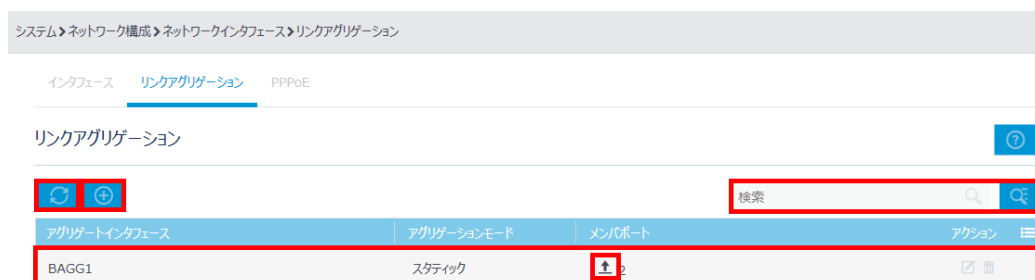 システム>ネットワーク構成>ネットワークインタフェース>リンクアグリゲーション
インタフェース リンクアグリゲーション PPPoE
リンクアグリゲーション
検索
アグリゲートインタフェース アグリゲーションモード メンバポート アクション
BAGG1 スタティック 2